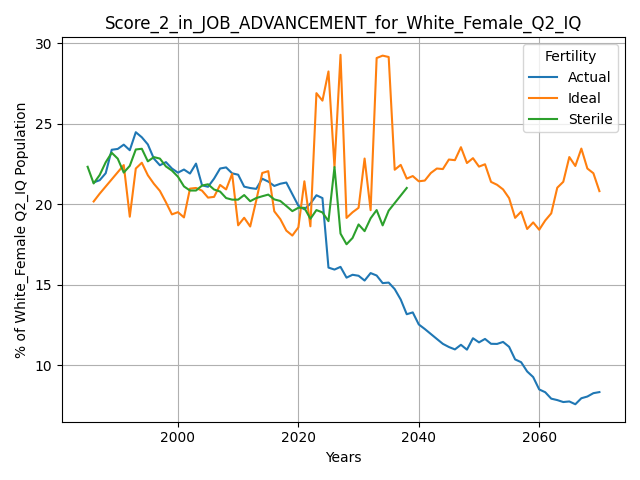 Score_2_in_JOB_ADVANCEMENT_for_White_Female_Q2_IQ
% of White_Female Q2_IQ Population
30
25
20
15
10
Fertility
Actual
Ideal
Sterile
2000
2020
2040
2060
Years